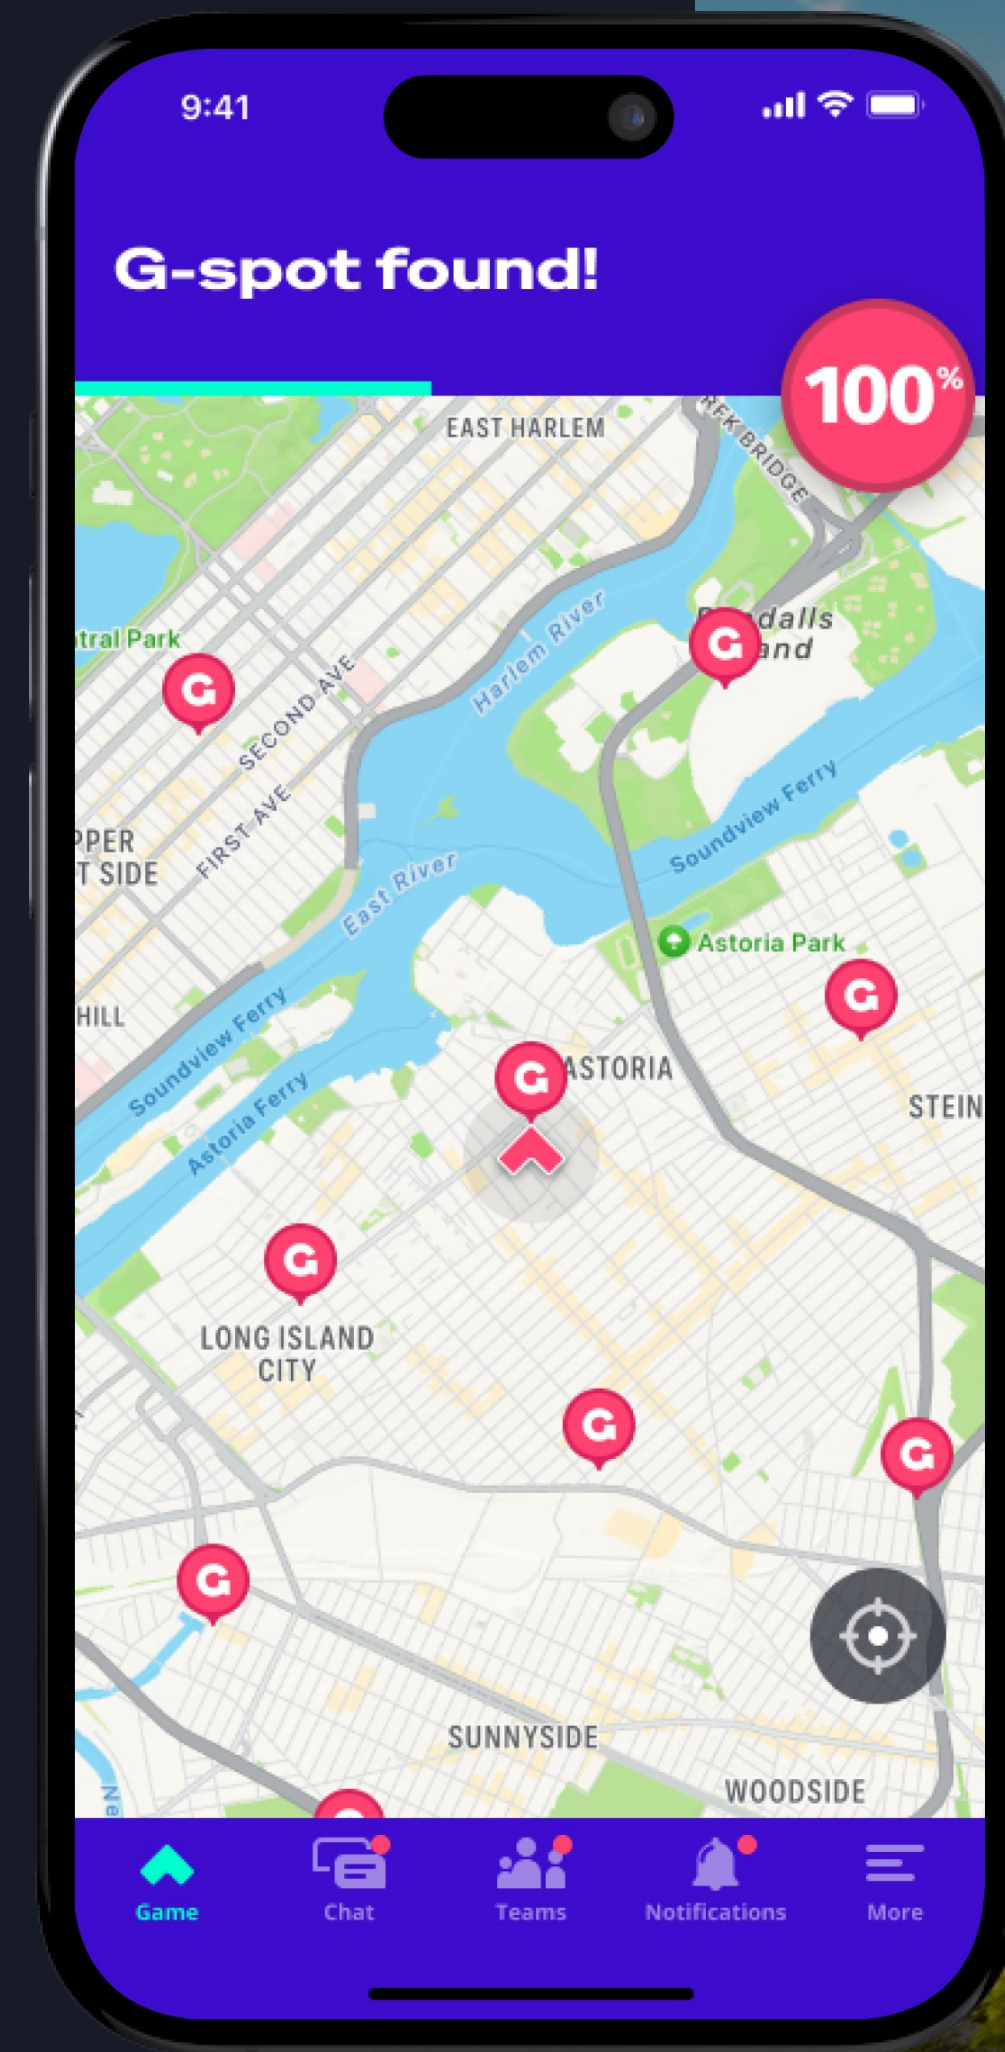 9:41
G-spot found!
100%
EAST HARLEM
RFK BRIDGE
Harlem River
dalls
and
tral Park
G
G
SECOND AVE
FIRST AVE
PPER
T SIDE
East River
Soundview Ferry
Astoria Park
G
HILL
Soundview Ferry
Astoria Ferry
G
ASTORIA
STEIN
G
LONG ISLAND
CITY
G
G
G
SUNNYSIDE
WOODSIDE
Ne
Game
Chat
Teams
Notifications
More